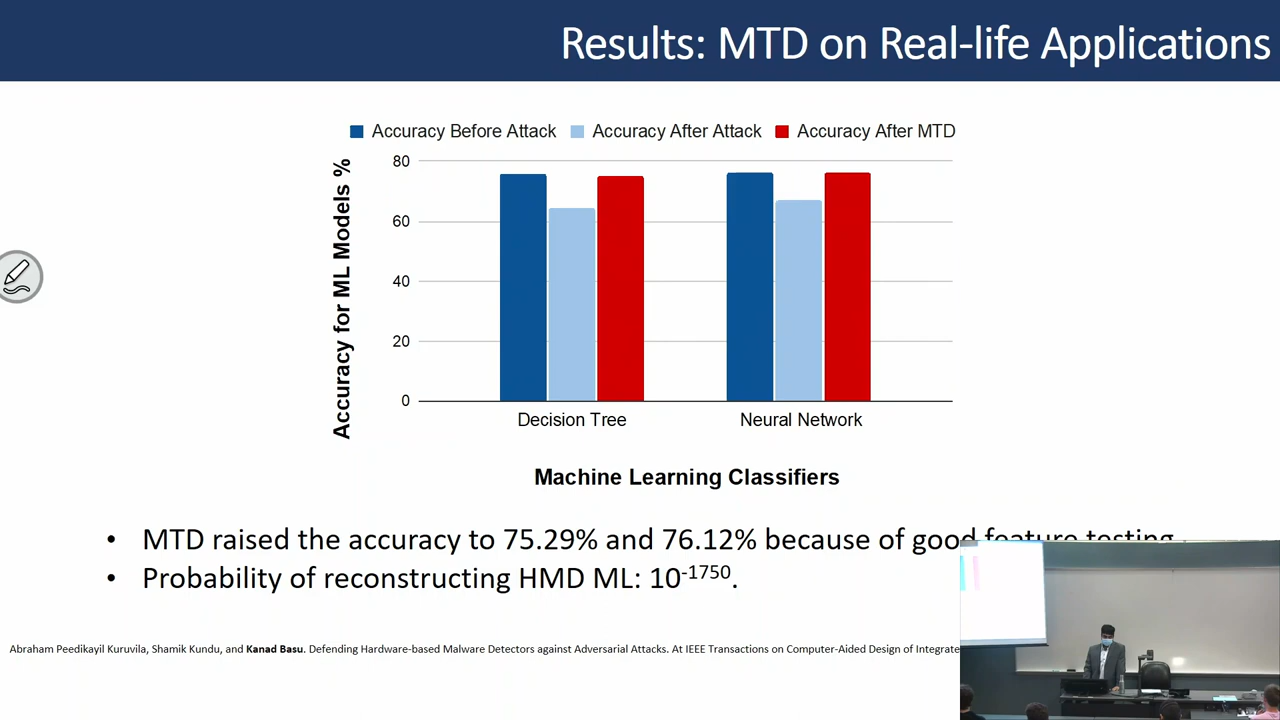 Results: MTD on Real-life Applications
Accuracy Before Attack Accuracy After Attack Accuracy After MTD
Accuracy for ML Models %
80
60
40
20
0
Decision Tree Neural Network
Machine Learning Classifiers
• MTD raised the accuracy to 75.29% and 76.12% because of good feature testing
• Probability of reconstructing HMD ML: 10⁻¹⁷⁵⁰.
Abraham Peedikayil Kuruvila, Shamik Kundu, and Kanad Basu. Defending Hardware-based Malware Detectors against Adversarial Attacks. At IEEE Transactions on Computer-Aided Design of Integrate